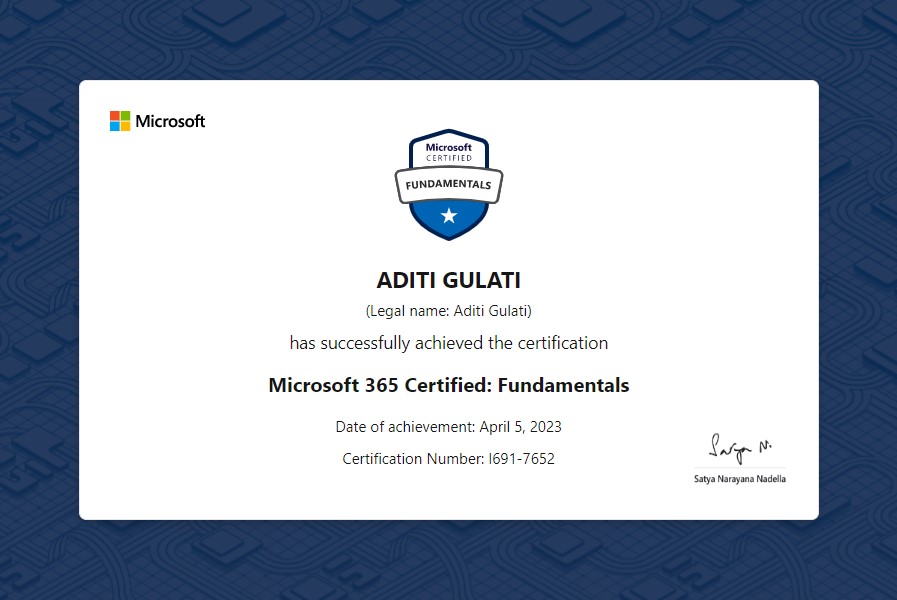 Microsoft
Microsoft
CERTIFIED
FUNDAMENTALS
ADITI GULATI
(Legal name: Aditi Gulati)
has successfully achieved the certification
Microsoft 365 Certified: Fundamentals
Date of achievement: April 5, 2023
Certification Number: I691-7652
Satya N.
Satya Narayana Nadella